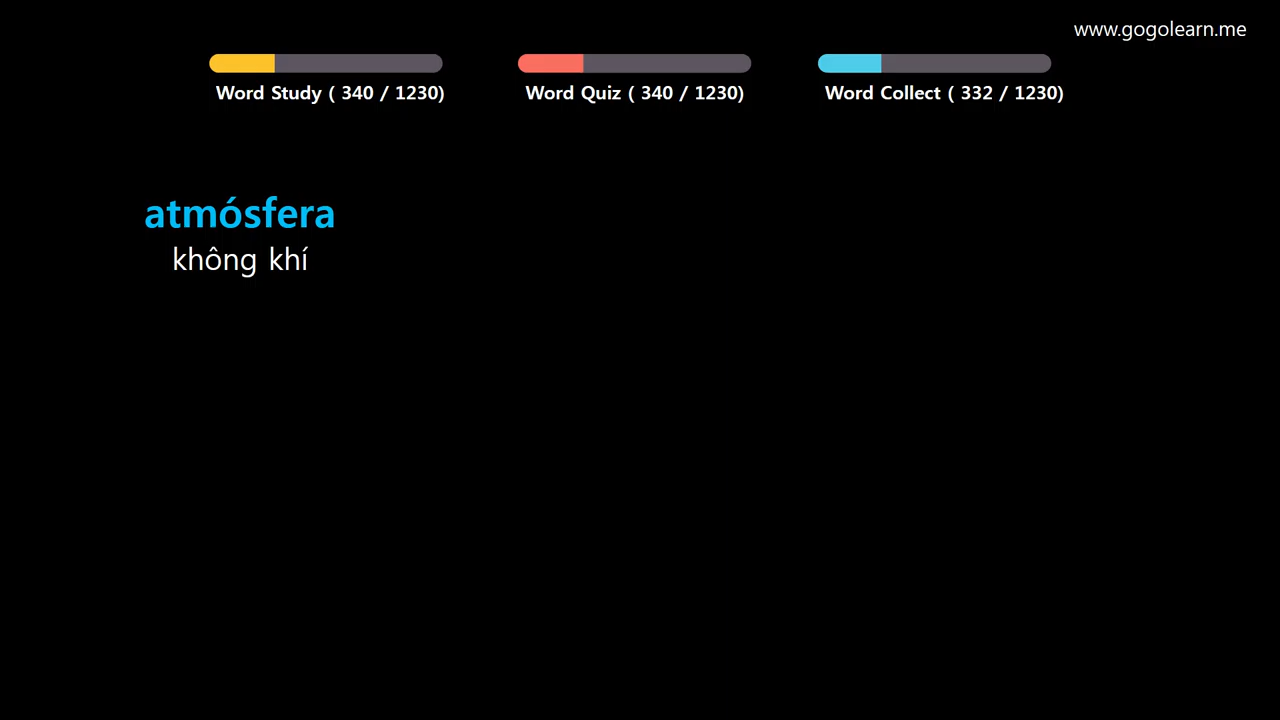 www.gogolearn.me
Word Study ( 340 / 1230)
Word Quiz ( 340 / 1230)
Word Collect ( 332 / 1230)
atmósfera
không khí